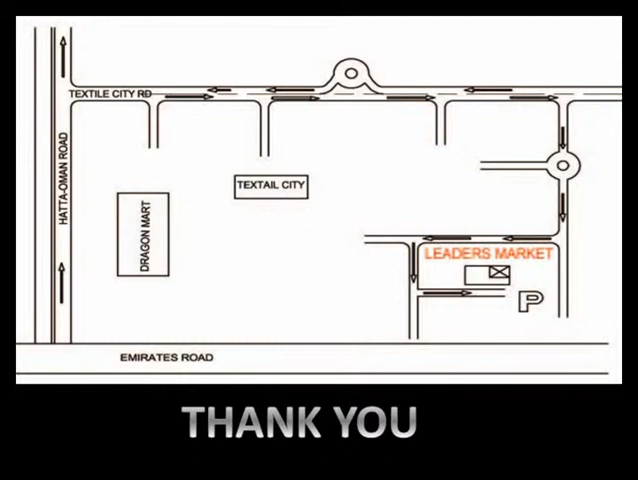 TEXTILE CITY RD
HATTA-OMAN ROAD
TEXTAIL CITY
DRAGON MART
LEADERS MARKET
P
EMIRATES ROAD
THANK YOU